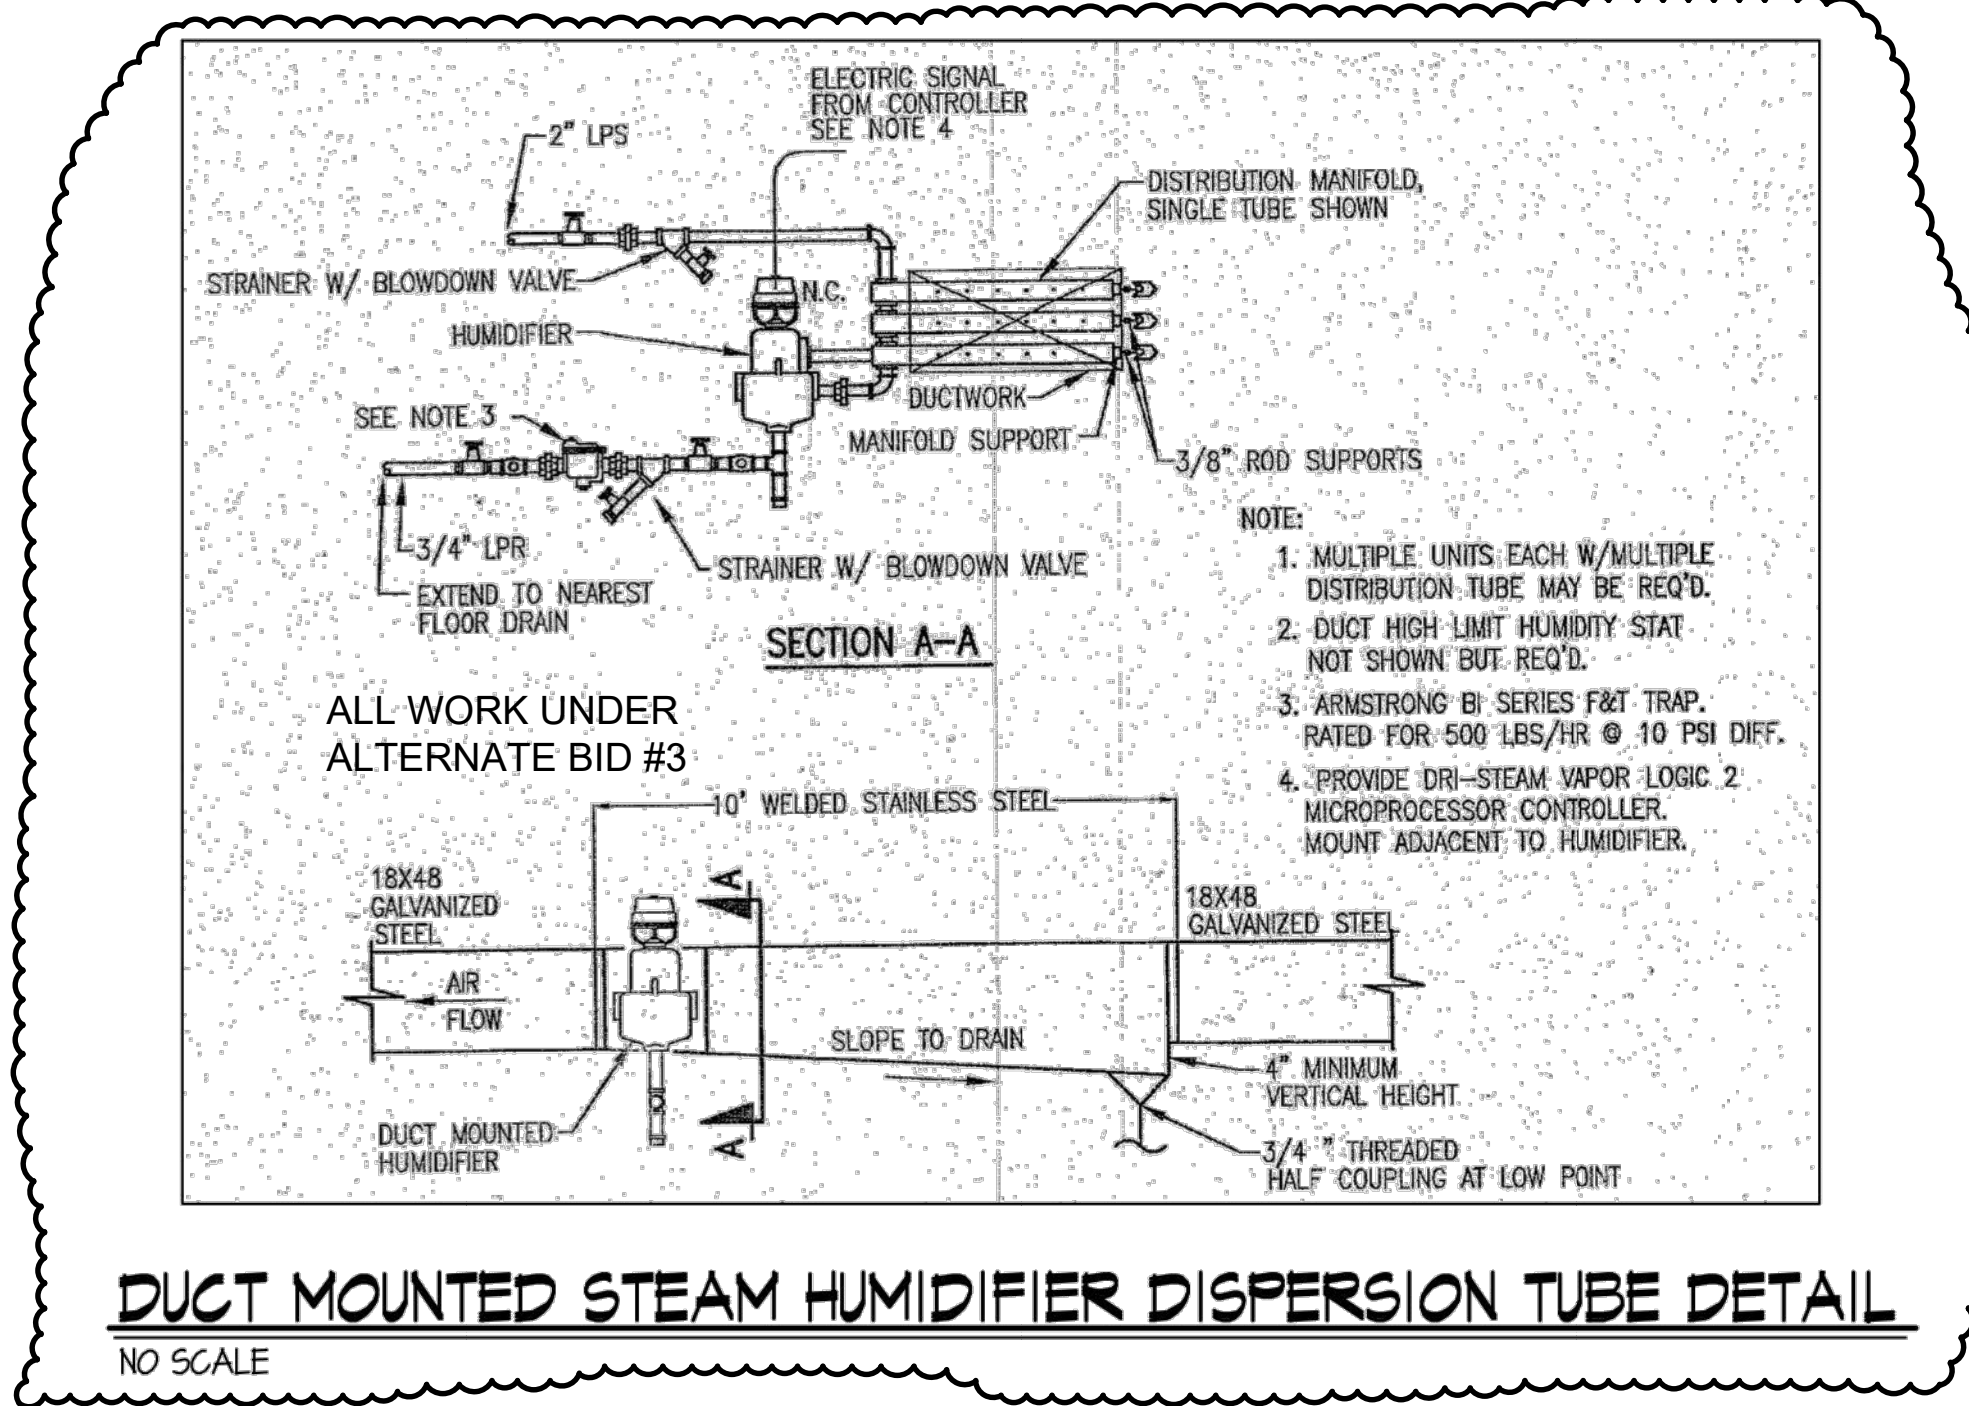 ELECTRIC SIGNAL
FROM CONTROLLER
SEE NOTE 4
2" LPS
DISTRIBUTION MANIFOLD,
SINGLE TUBE SHOWN
STRAINER W/ BLOWDOWN VALVE
N.C.
HUMIDIFIER
DUCTWORK
SEE NOTE 3
MANIFOLD SUPPORT
3/8" ROD SUPPORTS
3/4" LPR
STRAINER W/ BLOWDOWN VALVE
EXTEND TO NEAREST
FLOOR DRAIN
SECTION A-A
NOTE:
1. MULTIPLE UNITS EACH W/MULTIPLE
DISTRIBUTION TUBE MAY BE REQ'D.
2. DUCT HIGH LIMIT HUMIDITY STAT
NOT SHOWN BUT REQ'D.
3. ARMSTRONG BI SERIES F&T TRAP.
RATED FOR 500 LBS/HR @ 10 PSI DIFF.
4. PROVIDE DRI-STEAM VAPOR LOGIC 2
MICROPROCESSOR CONTROLLER.
MOUNT ADJACENT TO HUMIDIFIER.
ALL WORK UNDER
ALTERNATE BID #3
10' WELDED STAINLESS STEEL
18X48
GALVANIZED
STEEL
A
18X48
GALVANIZED STEEL
AIR
FLOW
SLOPE TO DRAIN
4" MINIMUM
VERTICAL HEIGHT
DUCT MOUNTED
HUMIDIFIER
A
3/4 " THREADED
HALF COUPLING AT LOW POINT
DUCT MOUNTED STEAM HUMIDIFIER DISPERSION TUBE DETAIL
NO SCALE